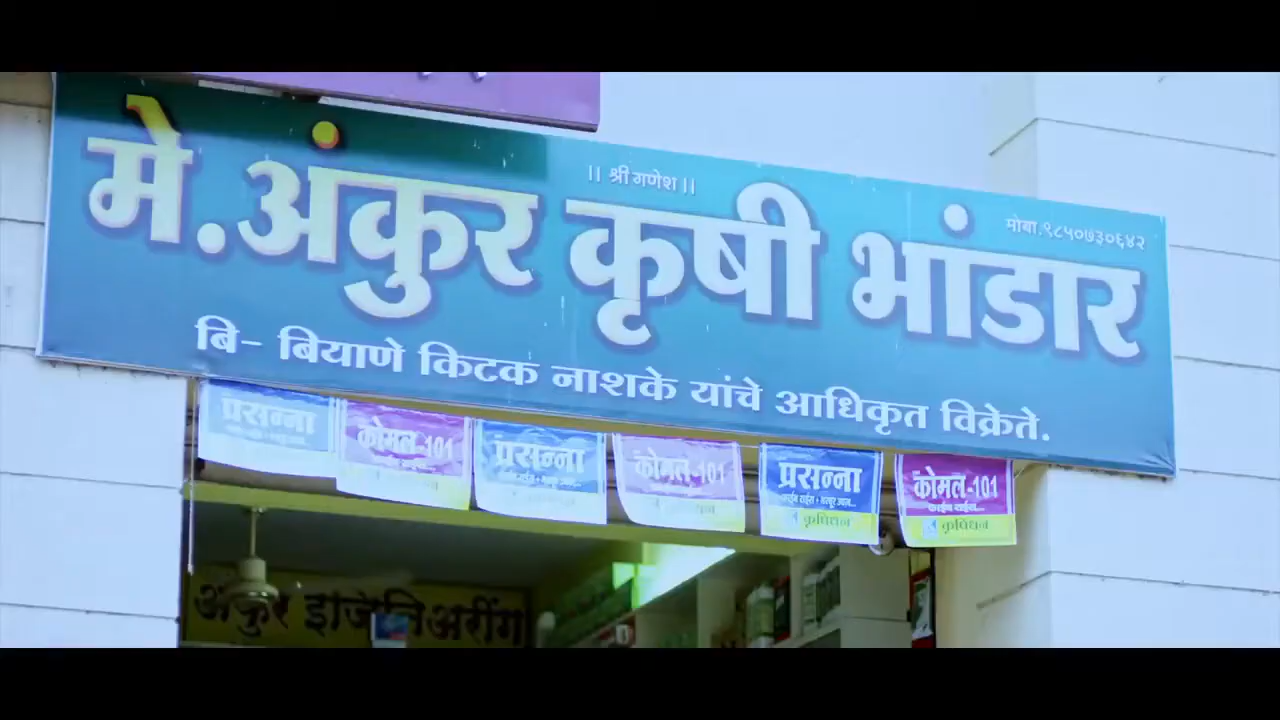 || श्री गणेश ||
मोबा.९८५०७३०६४२
मे.अंकुर कृषी भांडार
बि- बियाणे किटक नाशके यांचे आधिकृत विक्रेते.
प्रसन्ना
कोमल-101
प्रसन्ना
कोमल-101
प्रसन्ना
कृषिधन
कोमल-101
कृषिधन
अंकुर इंजिनिअरींग